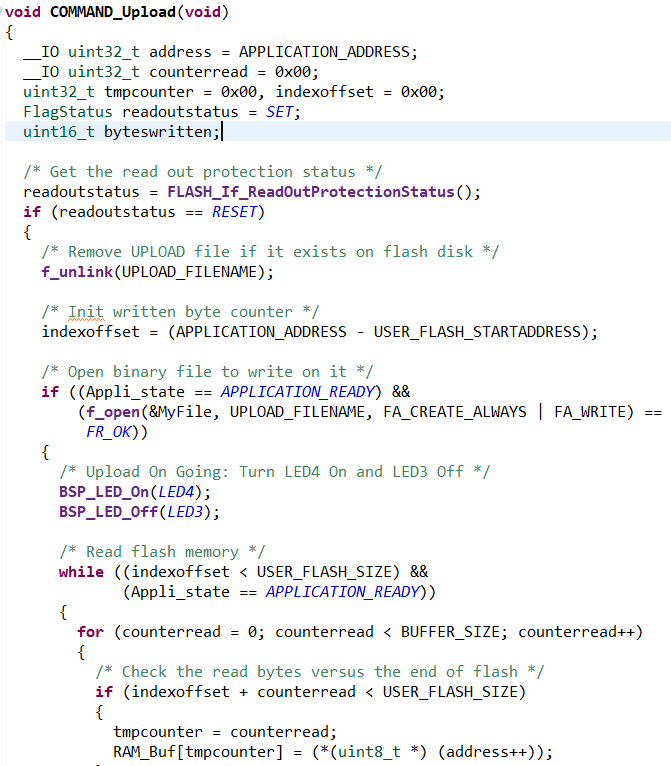 void COMMAND_Upload(void)
{
  __IO uint32_t address = APPLICATION_ADDRESS;
  __IO uint32_t counterread = 0x00;
  uint32_t tmpcounter = 0x00, indexoffset = 0x00;
  FlagStatus readoutstatus = SET;
  uint16_t byteswritten;

  /* Get the read out protection status */
  readoutstatus = FLASH_If_ReadOutProtectionStatus();
  if (readoutstatus == RESET)
  {
    /* Remove UPLOAD file if it exists on flash disk */
    f_unlink(UPLOAD_FILENAME);

    /* Init written byte counter */
    indexoffset = (APPLICATION_ADDRESS - USER_FLASH_STARTADDRESS);

    /* Open binary file to write on it */
    if ((Appli_state == APPLICATION_READY) &&
        (f_open(&MyFile, UPLOAD_FILENAME, FA_CREATE_ALWAYS | FA_WRITE) ==
         FR_OK))
    {
      /* Upload On Going: Turn LED4 On and LED3 Off */
      BSP_LED_On(LED4);
      BSP_LED_Off(LED3);

      /* Read flash memory */
      while ((indexoffset < USER_FLASH_SIZE) &&
             (Appli_state == APPLICATION_READY))
      {
        for (counterread = 0; counterread < BUFFER_SIZE; counterread++)
        {
          /* Check the read bytes versus the end of flash */
          if (indexoffset + counterread < USER_FLASH_SIZE)
          {
            tmpcounter = counterread;
            RAM_Buf[tmpcounter] = (*(uint8_t *) (address++));